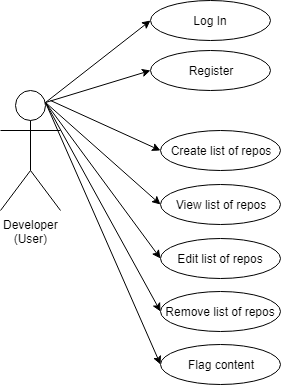 Log In
Register
Create list of repos
View list of repos
Developer
(User)
Edit list of repos
Remove list of repos
Flag content